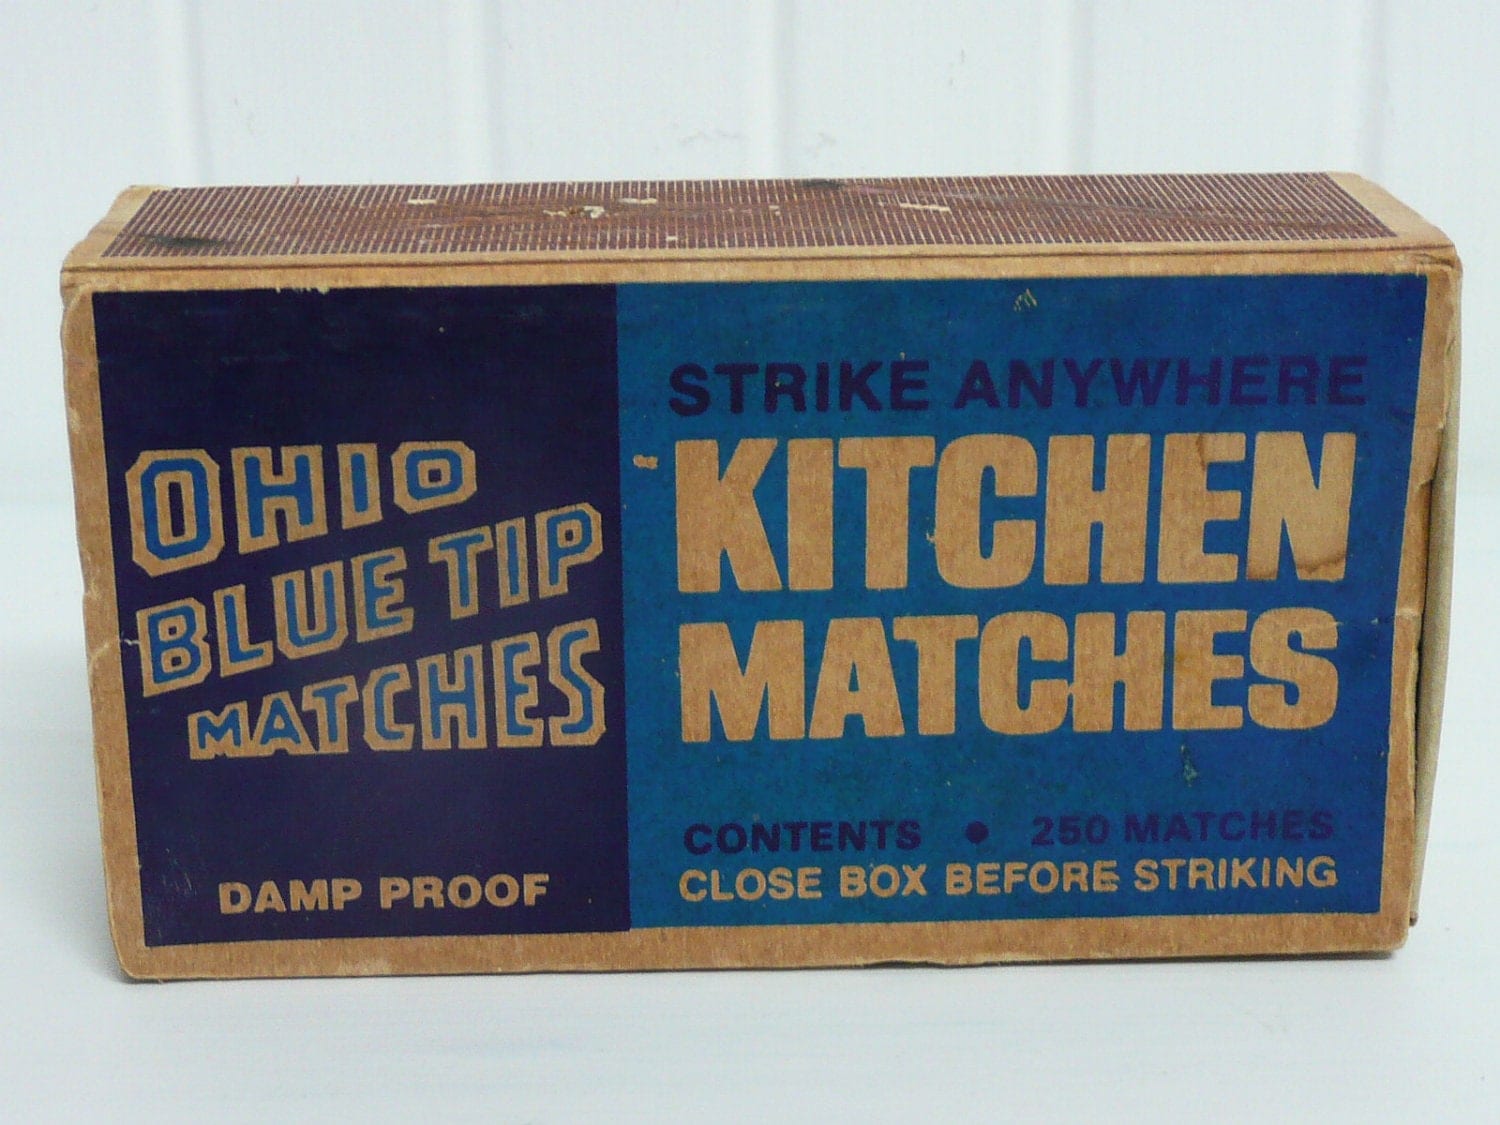 OHIO
BLUE TIP
MATCHES
DAMP PROOF
STRIKE ANYWHERE
KITCHEN
MATCHES
CONTENTS • 250 MATCHES
CLOSE BOX BEFORE STRIKING